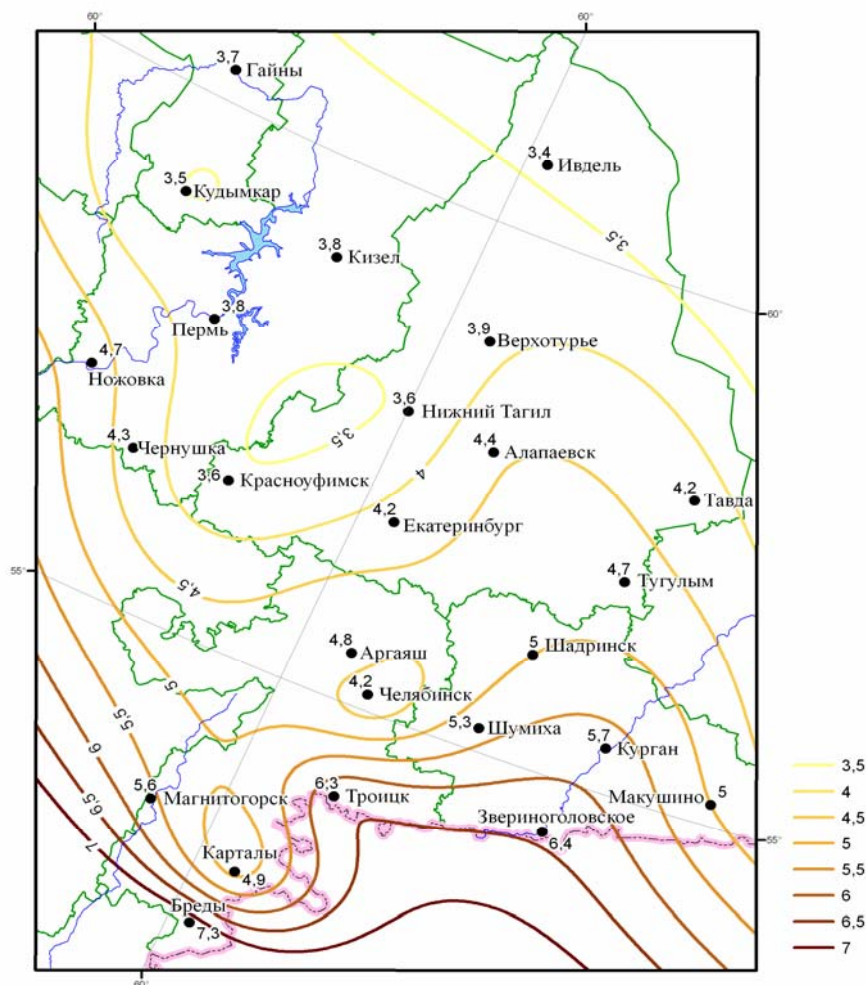 60°
60°
3,7
Гайны
3,4
Ивдель
3,5
Кудымкар
3,5
3,8
Кизел
3,8
Пермь
60°
3,9
Верхотурье
4,7
Ножовка
3,6
Нижний Тагил
3,5
4,3
Чернушка
4,4
Алапаевск
4
3,6
Красноуфимск
4,2
Тавда
4,2
Екатеринбург
55°
4,5
4,7
Тугулым
4,8
Аргаяш
5
Шадринск
4,2
Челябинск
5
5,5
5,3
Шумиха
5,7
Курган
6
3,5
5,6
Магнитогорск
6,3
Троицк
Макушино
5
4
6,5
Звериноголовское
4,5
6,4
55°
7
Карталы
4,9
5
5,5
6
Бреды
7,3
6,5
7
60°